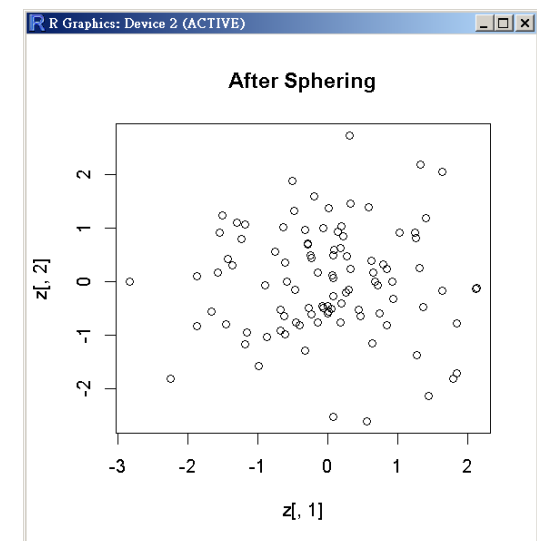 R Graphics: Device 2 (ACTIVE)
After Sphering
z[, 2]
2
1
0
-1
-2
-3 -2 -1 0 1 2
z[, 1]